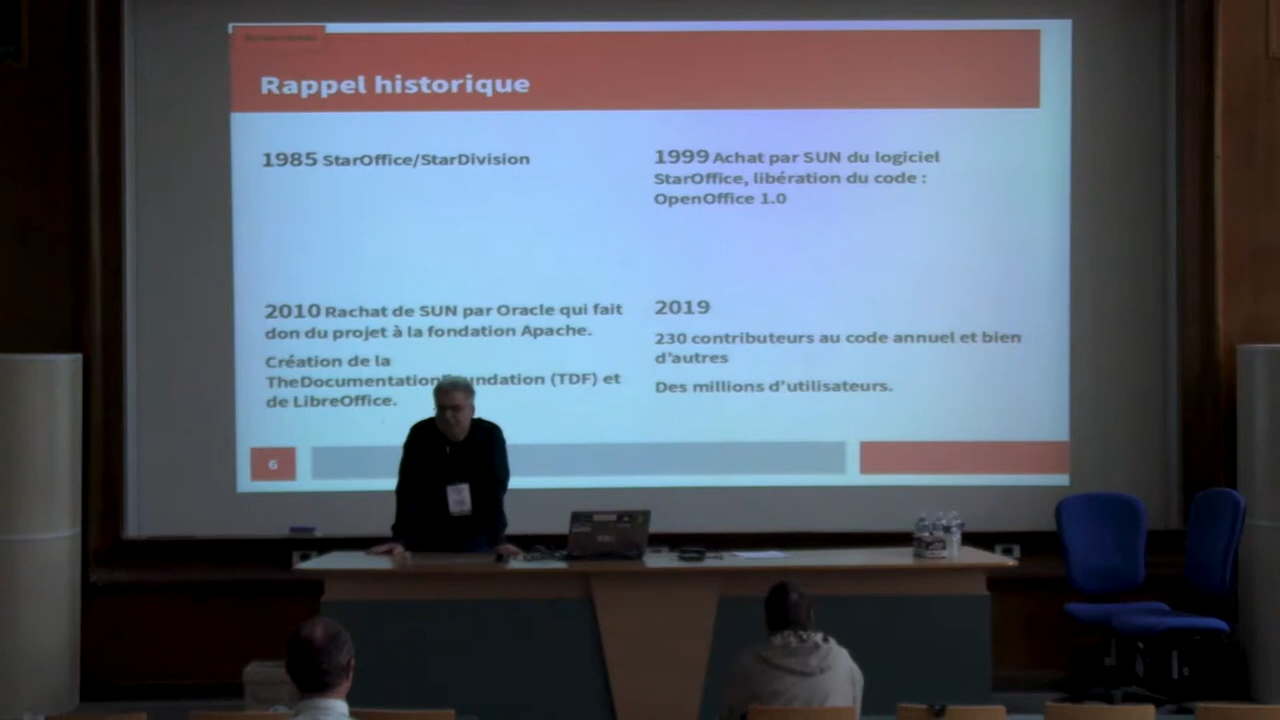 Rappel historique
1985 StarOffice/StarDivision
1999 Achat par SUN du logiciel
StarOffice, libération du code :
OpenOffice 1.0
2010 Rachat de SUN par Oracle qui fait
don du projet à la fondation Apache.
Création de la
(TDF) et
de LibreOffice.
2019
230 contributeurs au code annuel et bien
d'autres
Des millions d'utilisateurs.
6